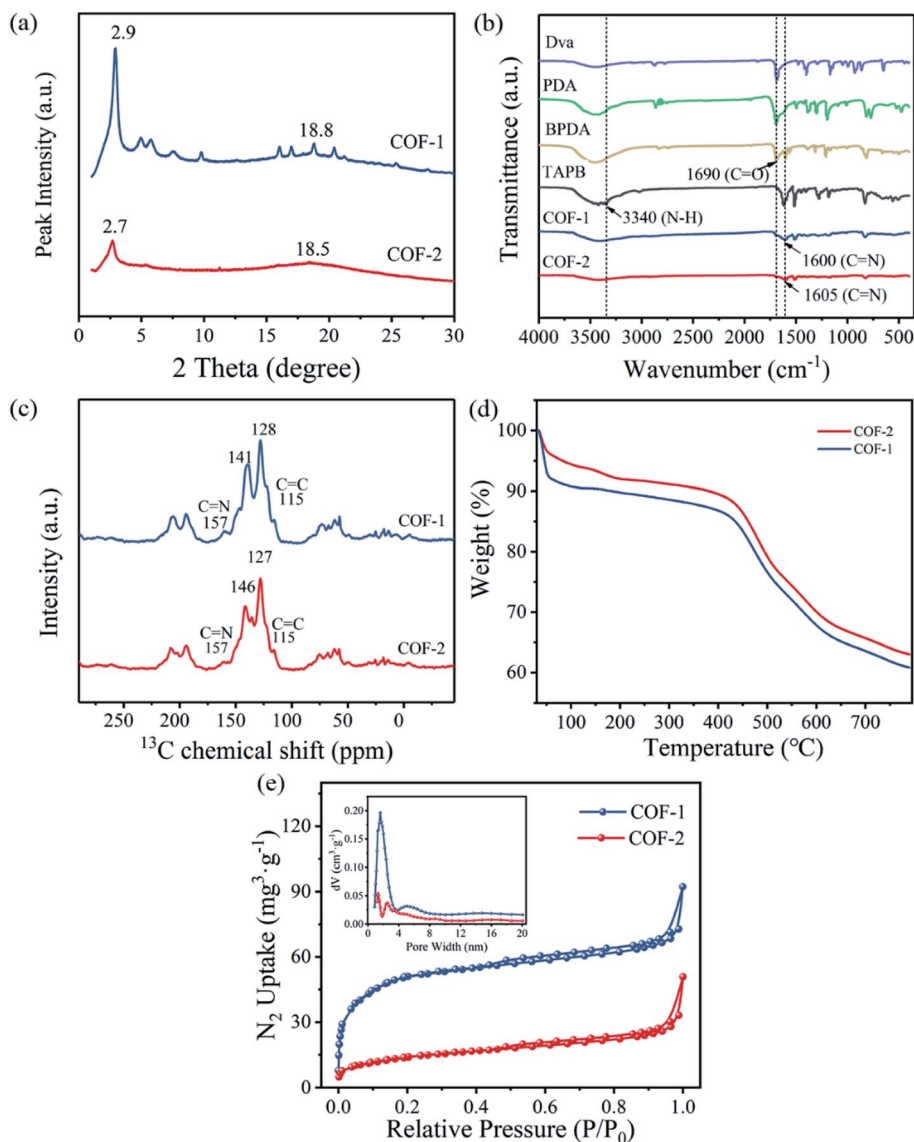 (a)
2.9
18.8
COF-1
2.7
18.5
COF-2
Peak Intensity (a.u.)
0 5 10 15 20 25 30
2 Theta (degree)
(b)
Dva
PDA
BPDA
1690 (C=O)
TAPB
3340 (N-H)
COF-1
1600 (C=N)
COF-2
1605 (C=N)
Transmittance (a.u.)
4000 3500 3000 2500 2000 1500 1000 500
Wavenumber (cm-1)
(c)
128
141
C=N
157
C=C
115
COF-1
127
146
C=N
157
C=C
115
COF-2
Intensity (a.u.)
250 200 150 100 50 0
13C chemical shift (ppm)
(d)
COF-2
COF-1
100
90
80
70
60
Weight (%)
100 200 300 400 500 600 700
Temperature (℃)
(e)
COF-1
COF-2
120
90
60
30
0
N2 Uptake (mg3·g-1)
0.20
0.15
0.10
0.05
0.00
dV (cm3·g-1)
0 4 8 12 16 20
Pore Width (nm)
0.0 0.2 0.4 0.6 0.8 1.0
Relative Pressure (P/P0)